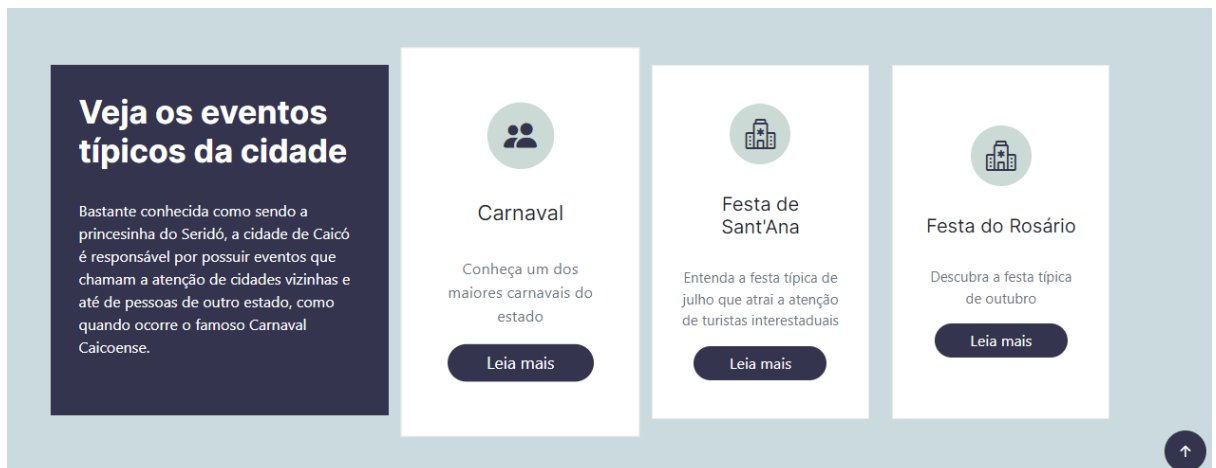 Veja os eventos
típicos da cidade
Bastante conhecida como sendo a
princesinha do Seridó, a cidade de Caicó
é responsável por possuir eventos que
chamam a atenção de cidades vizinhas e
até de pessoas de outro estado, como
quando ocorre o famoso Carnaval
Caicoense.
Carnaval
Conheça um dos
maiores carnavais do
estado
Leia mais
Festa de
Sant'Ana
Entenda a festa típica de
julho que atrai a atenção
de turistas interestaduais
Leia mais
Festa do Rosário
Descubra a festa típica
de outubro
Leia mais